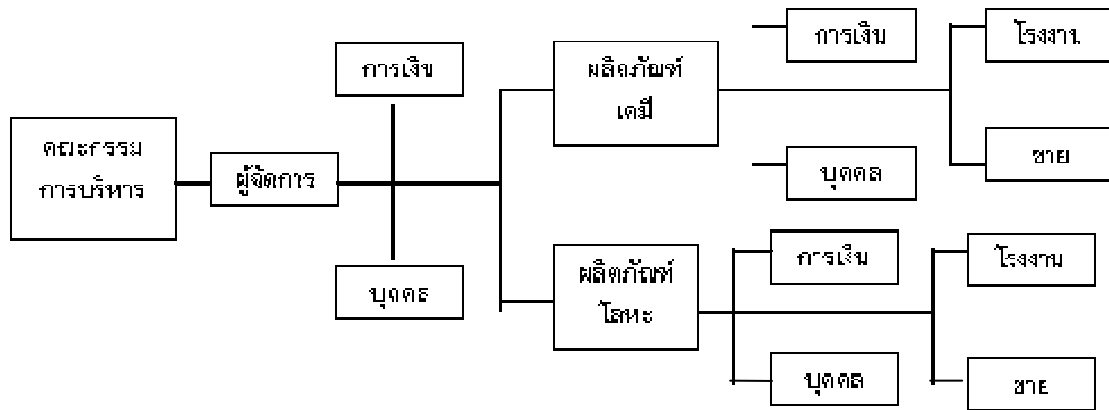 คณะกรรม
การบริหาร
ผู้จัดการ
การเงิน
บุคคล
ผลิตภัณฑ์
เคมี
การเงิน
บุคคล
โรงงาน
ขาย
ผลิตภัณฑ์
โลหะ
การเงิน
บุคคล
โรงงาน
ขาย